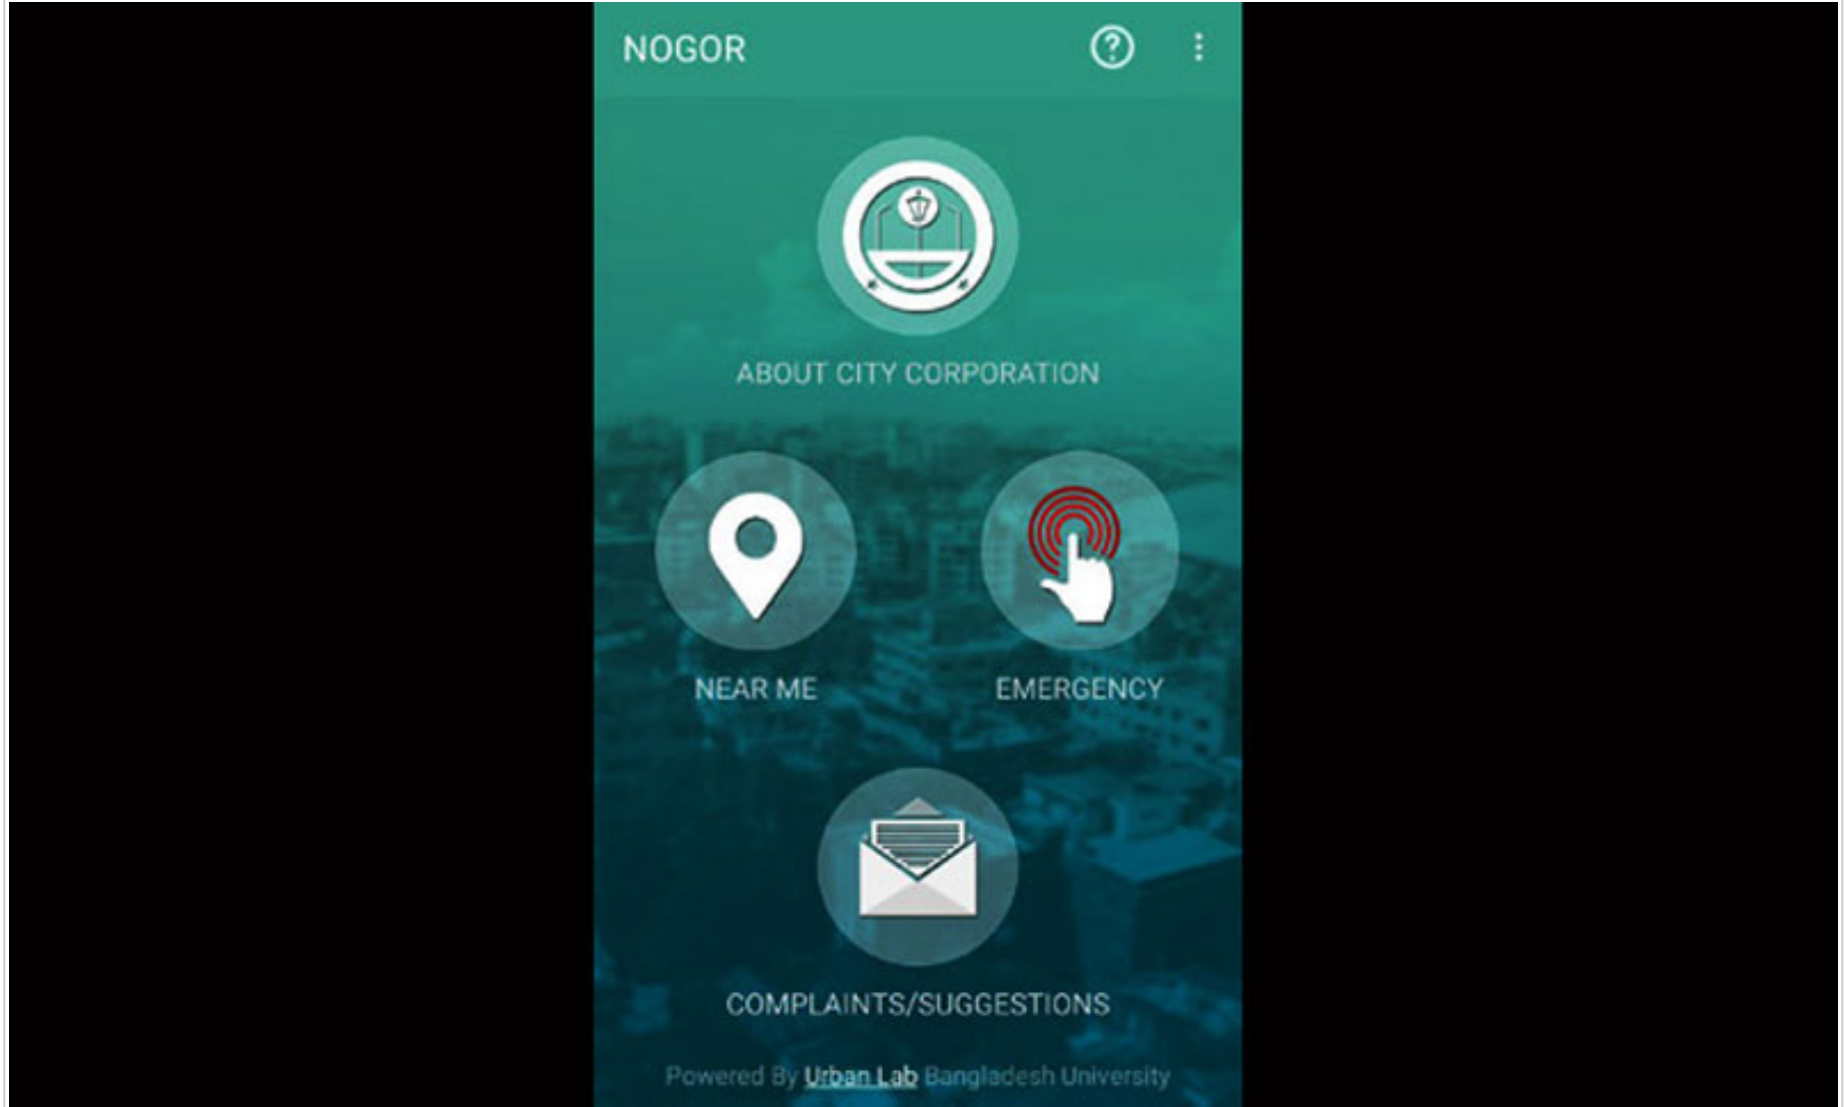 NOGOR
ABOUT CITY CORPORATION
NEAR ME
EMERGENCY
COMPLAINTS/SUGGESTIONS
Powered By Urban Lab Bangladesh University